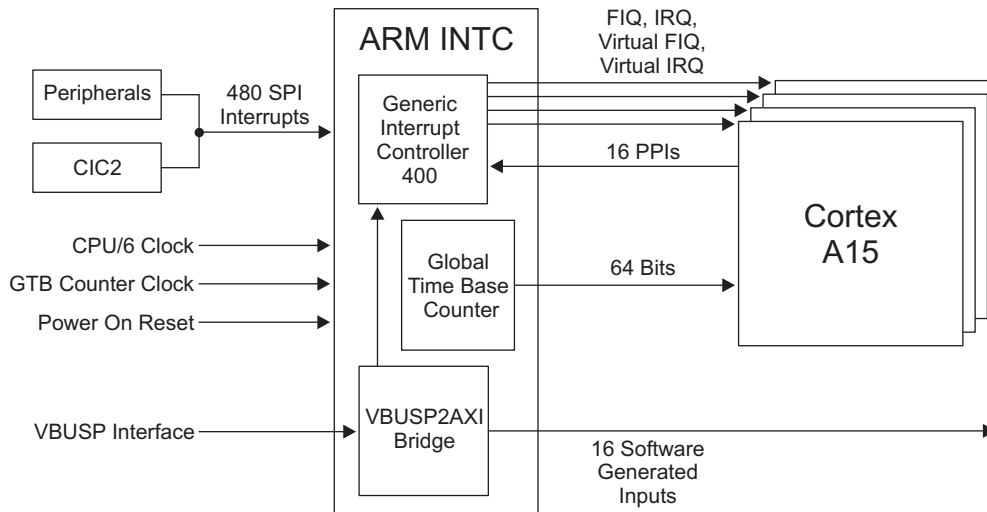 ARM INTC
FIQ, IRQ,
Virtual FIQ,
Virtual IRQ
Peripherals
480 SPI
Interrupts
CIC2
Generic
Interrupt
Controller
400
16 PPIs
Cortex
A15
CPU/6 Clock
GTB Counter Clock
Power On Reset
Global
Time Base
Counter
64 Bits
VBUSP Interface
VBUSP2AXI
Bridge
16 Software
Generated
Inputs